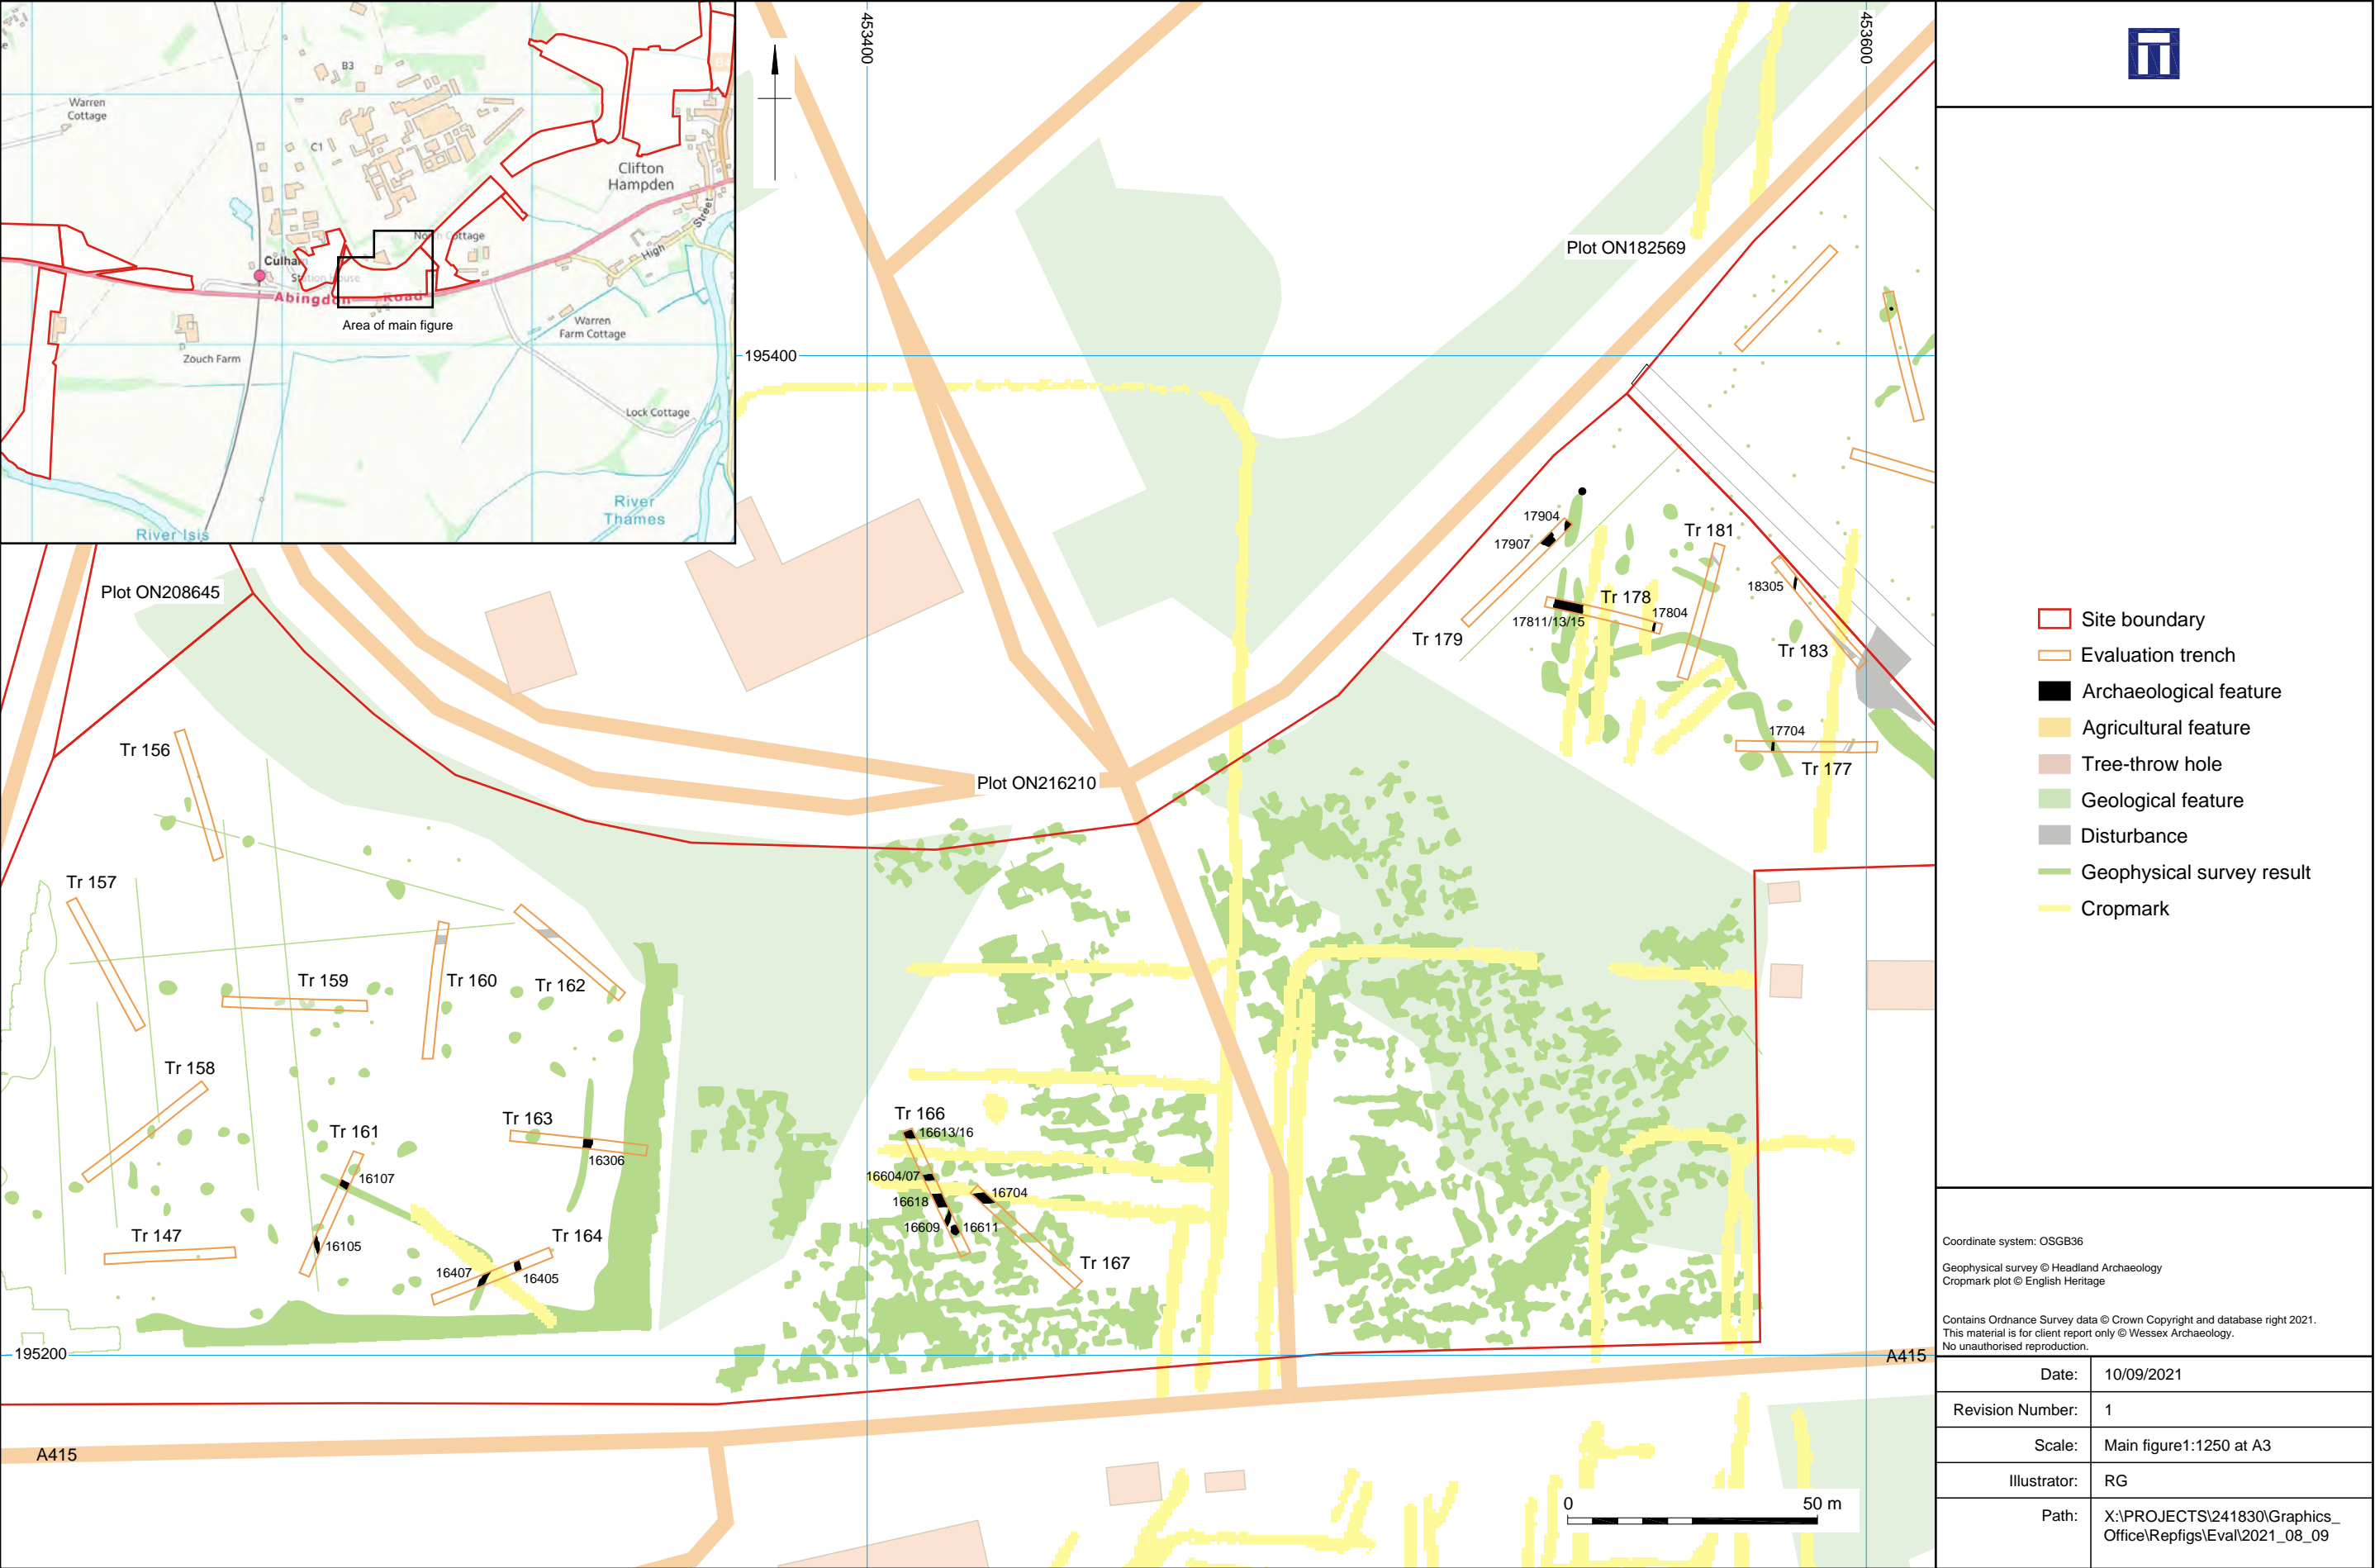 Warren
Cottage
B3
B4
C1
Clifton
Hampden
North Cottage
High Street
Culham
Station House
Abingdon Road
Area of main figure
Warren
Farm Cottage
Zouch Farm
Lock Cottage
River
Thames
River Isis
453400
453600
195400
195200
Plot ON182569
Plot ON208645
Plot ON216210
17904
17907
Tr 181
Tr 178
18305
17804
17811/13/15
Tr 179
Tr 183
17704
Tr 177
Tr 156
Tr 157
Tr 159
Tr 160
Tr 162
Tr 158
Tr 163
16306
Tr 161
16107
16105
Tr 147
Tr 164
16407
16405
Tr 166
16613/16
16604/07
16618
16704
16609
16611
Tr 167
A415
A415
0 50 m
Site boundary
Evaluation trench
Archaeological feature
Agricultural feature
Tree-throw hole
Geological feature
Disturbance
Geophysical survey result
Cropmark
Coordinate system: OSGB36
Geophysical survey © Headland Archaeology
Cropmark plot © English Heritage
Contains Ordnance Survey data © Crown Copyright and database right 2021.
This material is for client report only © Wessex Archaeology.
No unauthorised reproduction.
Date: 10/09/2021
Revision Number: 1
Scale: Main figure1:1250 at A3
Illustrator: RG
Path: X:\PROJECTS\241830\Graphics_
Office\Repfigs\Eval\2021_08_09